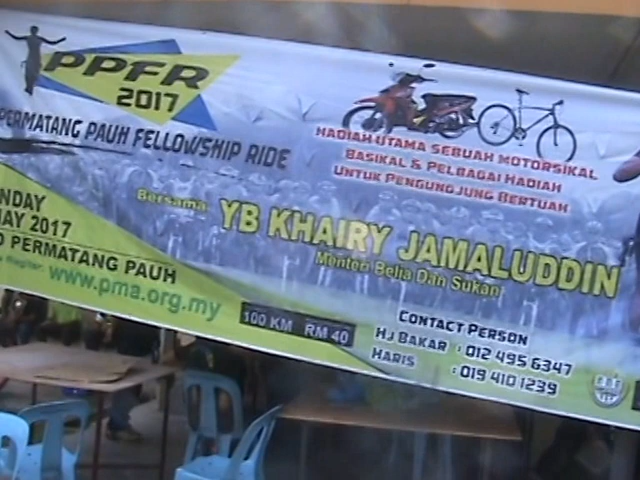 PPFR
2017
PERMATANG PAUH FELLOWSHIP RIDE
HADIAH UTAMA SEBUAH MOTORSIKAL
BASIKAL & PELBAGAI HADIAH
UNTUK PENGUNGJUNG BERTUAH
NDAY
MAY 2017
PERMATANG PAUH
www.pma.org.my
Bersama
YB KHAIRY JAMALUDDIN
Menteri Belia Dan Sukan
100 KM RM 40
CONTACT PERSON
HJ BAKAR : 012 495 6347
HARIS : 019 410 1239